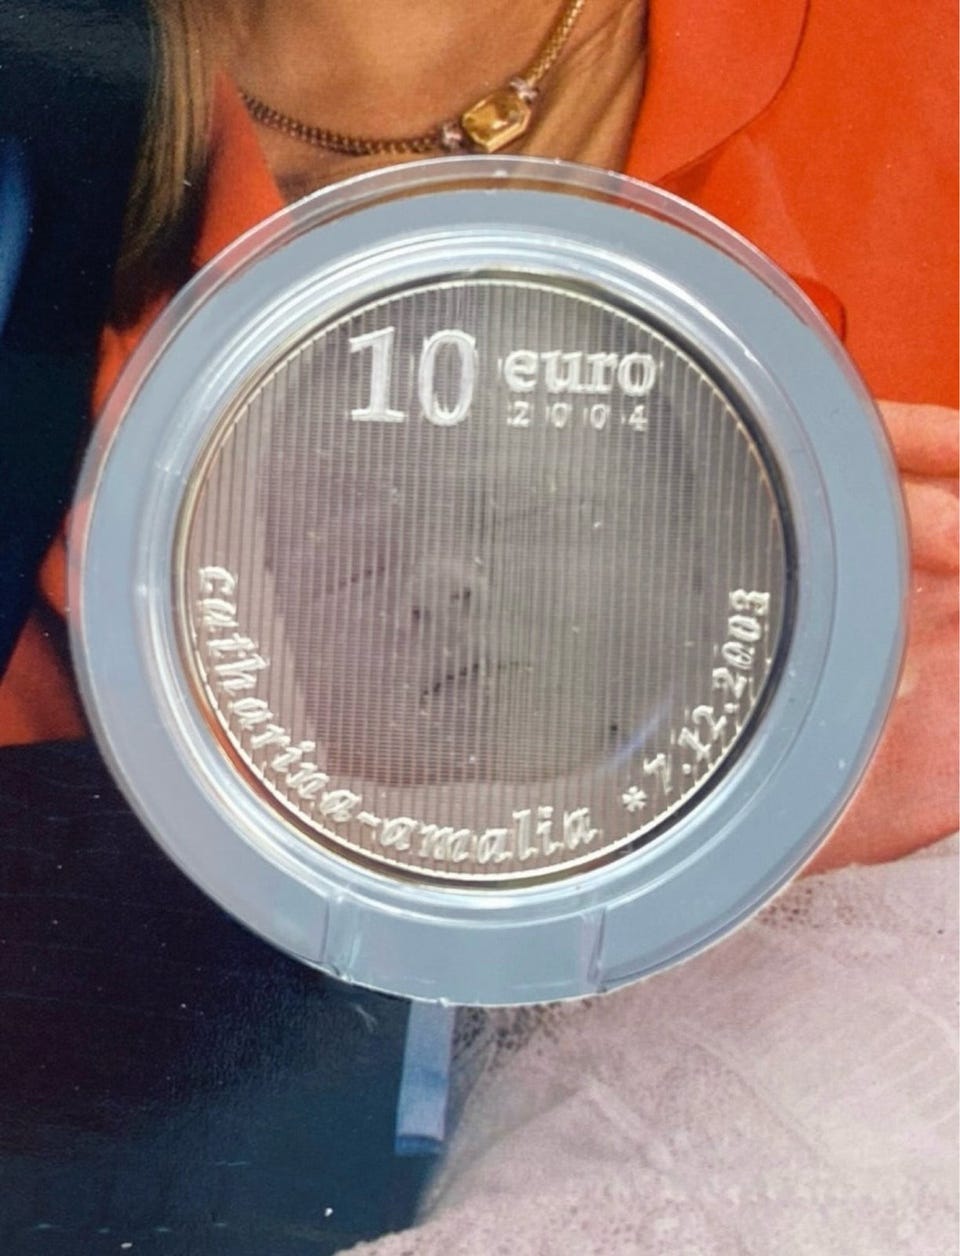 10 euro
2004
catharina-amalia * 7.12.2003